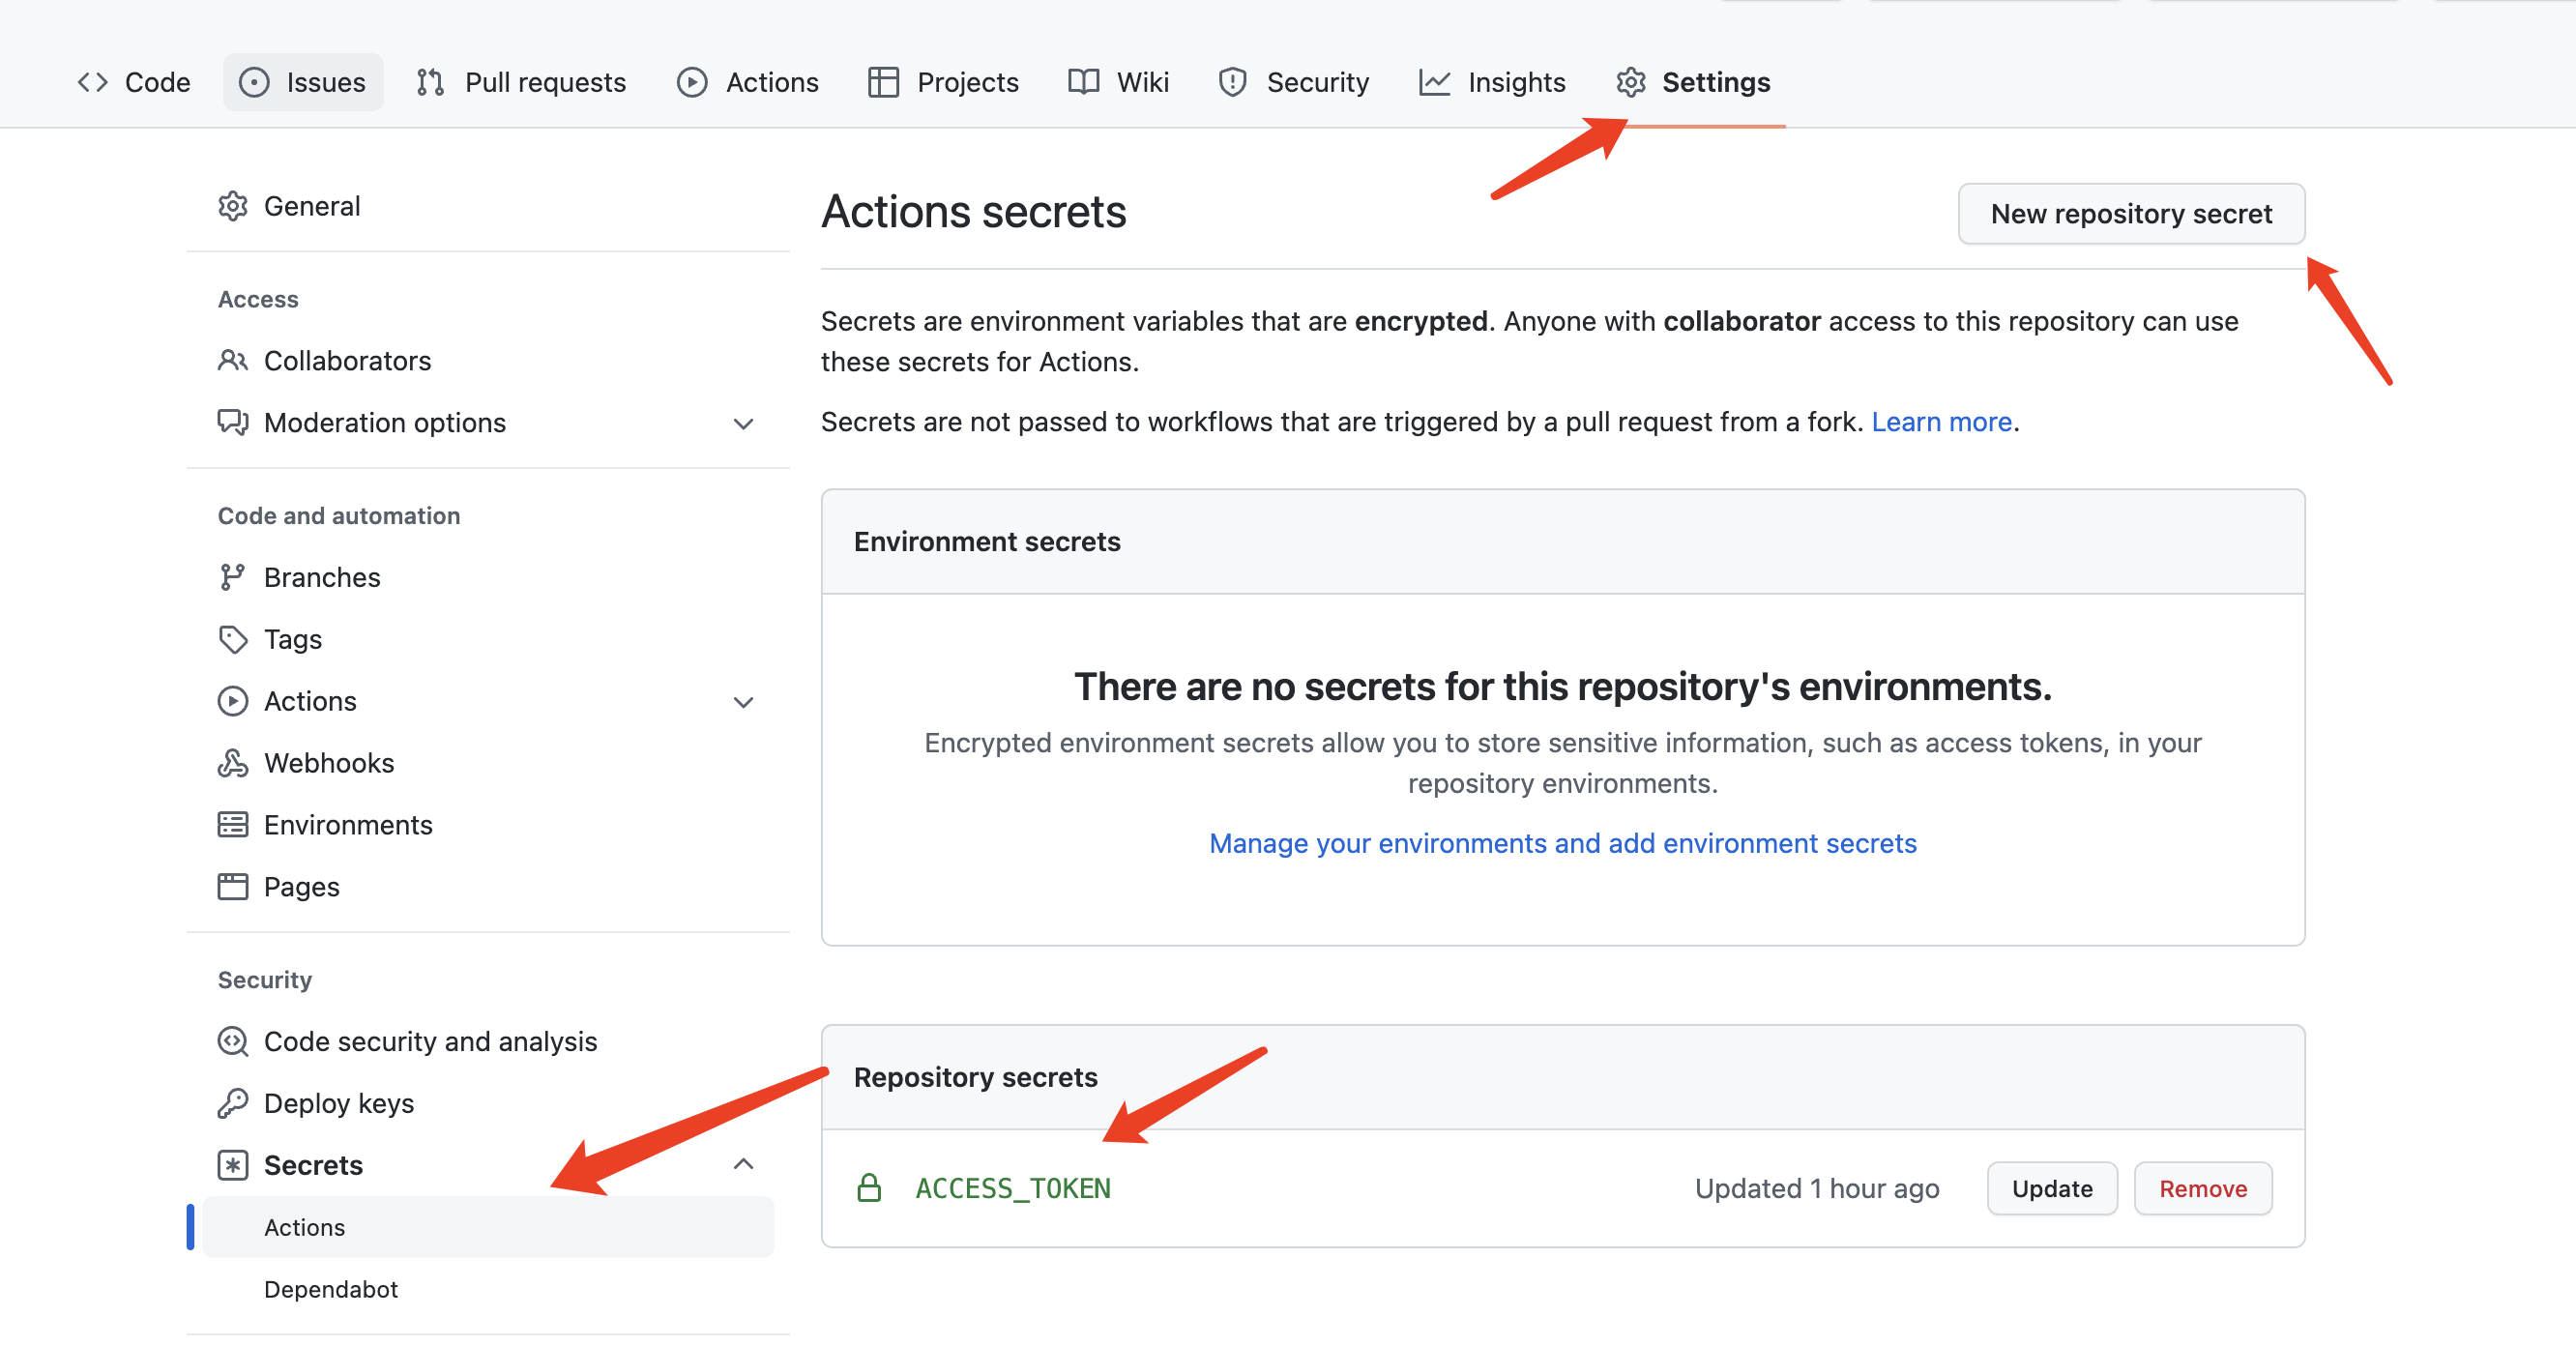 Code Issues Pull requests Actions Projects Wiki Security Insights Settings
General
Access
Collaborators
Moderation options
Code and automation
Branches
Tags
Actions
Webhooks
Environments
Pages
Security
Code security and analysis
Deploy keys
Secrets
Actions
Dependabot
Actions secrets
New repository secret
Secrets are environment variables that are encrypted. Anyone with collaborator access to this repository can use
these secrets for Actions.
Secrets are not passed to workflows that are triggered by a pull request from a fork. Learn more.
Environment secrets
There are no secrets for this repository's environments.
Encrypted environment secrets allow you to store sensitive information, such as access tokens, in your
repository environments.
Manage your environments and add environment secrets
Repository secrets
ACCESS_TOKEN Updated 1 hour ago Update Remove